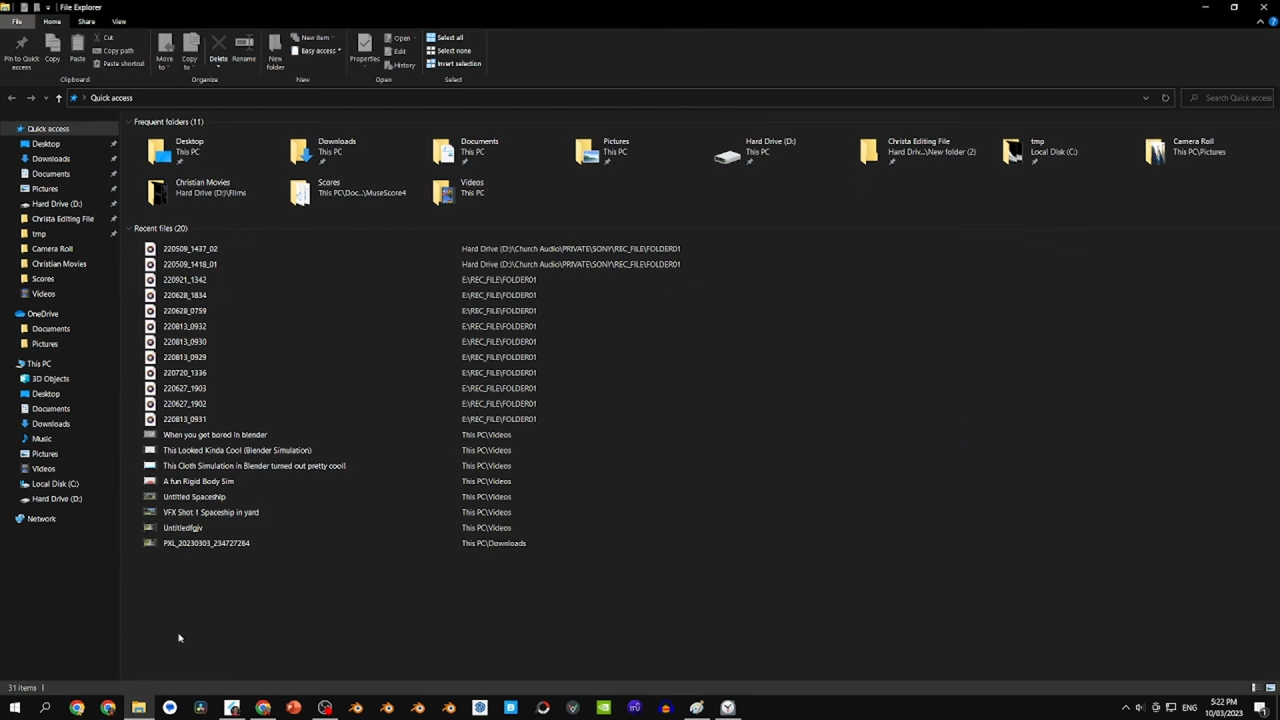 File Explorer
File Home Share View
Pin to Quick access
Copy
Paste
Cut
Copy path
Paste shortcut
Move to
Copy to
Delete
Rename
New folder
New item
Easy access
Properties
Open
Edit
History
Select all
Select none
Invert selection
Clipboard Organize New Open Select
Quick access
Search Quick access
Quick access
Desktop
Downloads
Documents
Pictures
Hard Drive (D:)
Christa Editing File
tmp
Camera Roll
Christian Movies
Scores
Videos
OneDrive
Documents
Pictures
This PC
3D Objects
Desktop
Documents
Downloads
Music
Pictures
Videos
Local Disk (C:)
Hard Drive (D:)
Network
Frequent folders (11)
Desktop
This PC
Downloads
This PC
Documents
This PC
Pictures
This PC
Hard Drive (D:)
This PC
Christa Editing File
Hard Driv...\New folder (2)
tmp
Local Disk (C:)
Camera Roll
This PC\Pictures
Christian Movies
Hard Drive (D:)\Films
Scores
This PC\Doc...\MuseScore4
Videos
This PC
Recent files (20)
220509_1437_02 Hard Drive (D:)\Church Audio\PRIVATE\SONY\REC_FILE\FOLDER01
220509_1418_01 Hard Drive (D:)\Church Audio\PRIVATE\SONY\REC_FILE\FOLDER01
220921_1342 E:\REC_FILE\FOLDER01
220628_1834 E:\REC_FILE\FOLDER01
220628_0759 E:\REC_FILE\FOLDER01
220813_0932 E:\REC_FILE\FOLDER01
220813_0930 E:\REC_FILE\FOLDER01
220813_0929 E:\REC_FILE\FOLDER01
220720_1336 E:\REC_FILE\FOLDER01
220627_1903 E:\REC_FILE\FOLDER01
220627_1902 E:\REC_FILE\FOLDER01
220813_0931 E:\REC_FILE\FOLDER01
When you get bored in blender This PC\Videos
This Looked Kinda Cool (Blender Simulation) This PC\Videos
This Cloth Simulation in Blender turned out pretty cool! This PC\Videos
A fun Rigid Body Sim This PC\Videos
Untitled Spaceship This PC\Videos
VFX Shot 1 Spaceship in yard This PC\Videos
Untitledfgjv This PC\Videos
PXL_20230303_234727264 This PC\Downloads
31 items
ENG
5:22 PM
10/03/2023